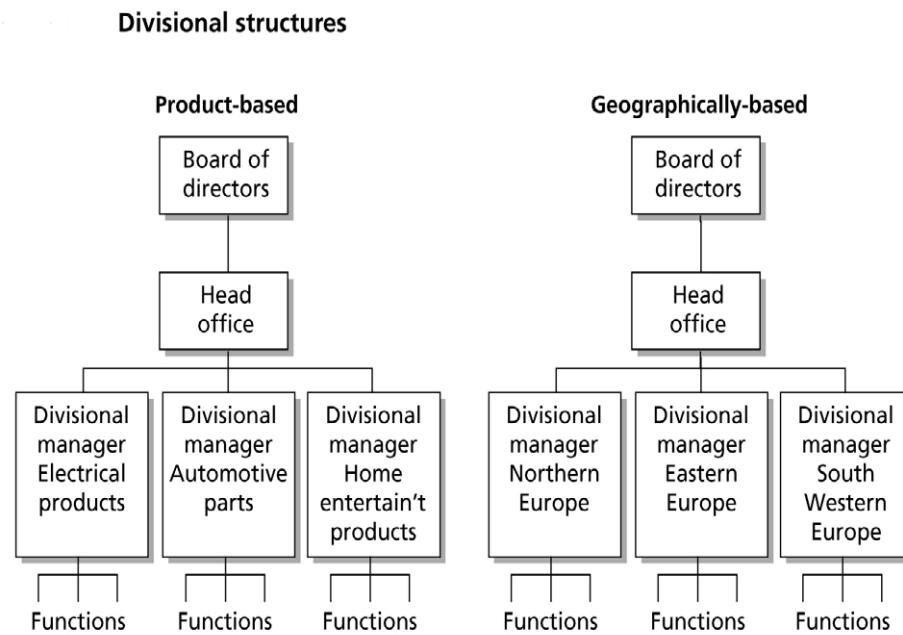 Divisional structures
Product-based
Board of
directors
Head
office
Divisional
manager
Electrical
products
Divisional
manager
Automotive
parts
Divisional
manager
Home
entertain't
products
Functions
Functions
Functions
Geographically-based
Board of
directors
Head
office
Divisional
manager
Northern
Europe
Divisional
manager
Eastern
Europe
Divisional
manager
South
Western
Europe
Functions
Functions
Functions